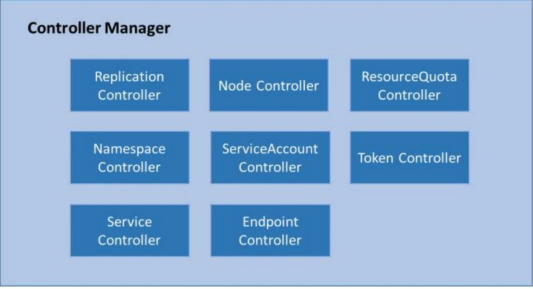 Controller Manager
Replication
Controller
Node Controller
ResourceQuota
Controller
Namespace
Controller
ServiceAccount
Controller
Token Controller
Service
Controller
Endpoint
Controller